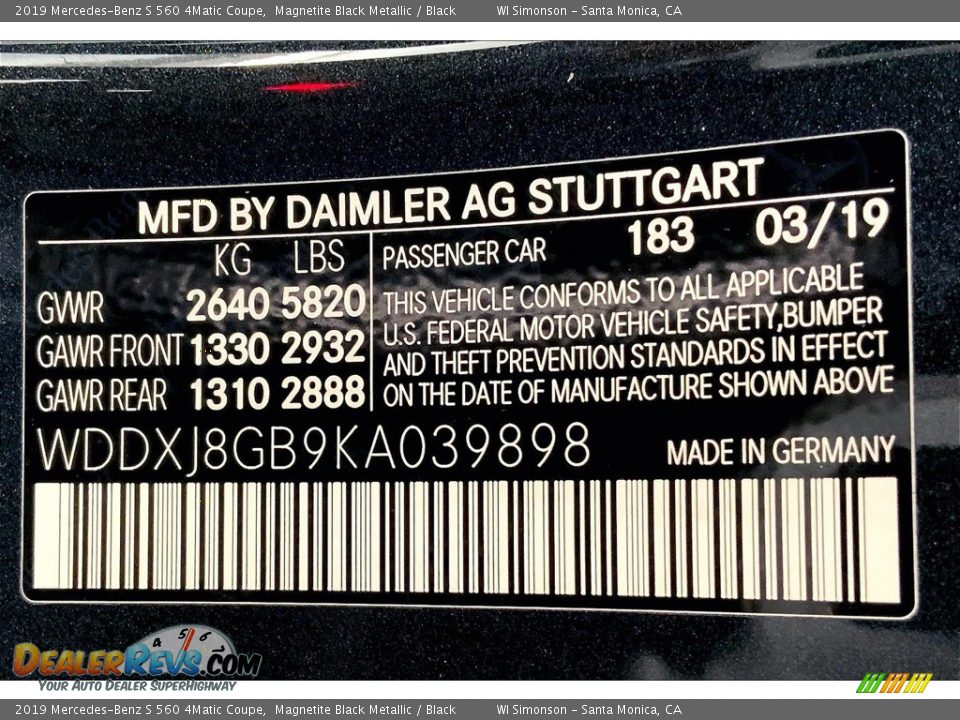 2019 Mercedes-Benz S 560 4Matic Coupe, Magnetite Black Metallic / Black WI Simonson - Santa Monica, CA
MFD BY DAIMLER AG STUTTGART
KG LBS PASSENGER CAR 183 03/19
GVWR 2640 5820
GAWR FRONT 1330 2932
GAWR REAR 1310 2888
THIS VEHICLE CONFORMS TO ALL APPLICABLE
U.S. FEDERAL MOTOR VEHICLE SAFETY,BUMPER
AND THEFT PREVENTION STANDARDS IN EFFECT
ON THE DATE OF MANUFACTURE SHOWN ABOVE
WDDXJ8GB9KA039898 MADE IN GERMANY
4 5 6
DEALERREVS.COM
YOUR AUTO DEALER SUPERHIGHWAY
2019 Mercedes-Benz S 560 4Matic Coupe, Magnetite Black Metallic / Black WI Simonson - Santa Monica, CA